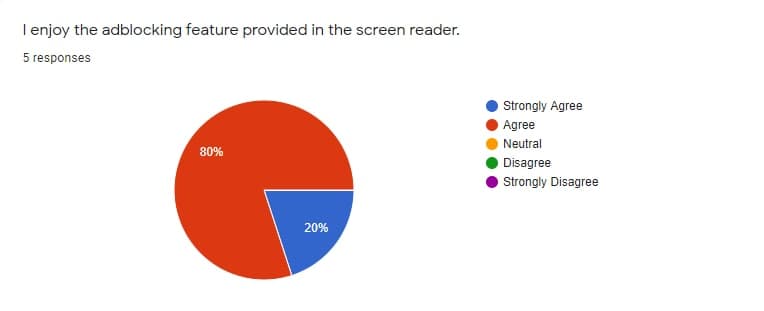 I enjoy the adblocking feature provided in the screen reader.
5 responses
80%
20%
Strongly Agree
Agree
Neutral
Disagree
Strongly Disagree